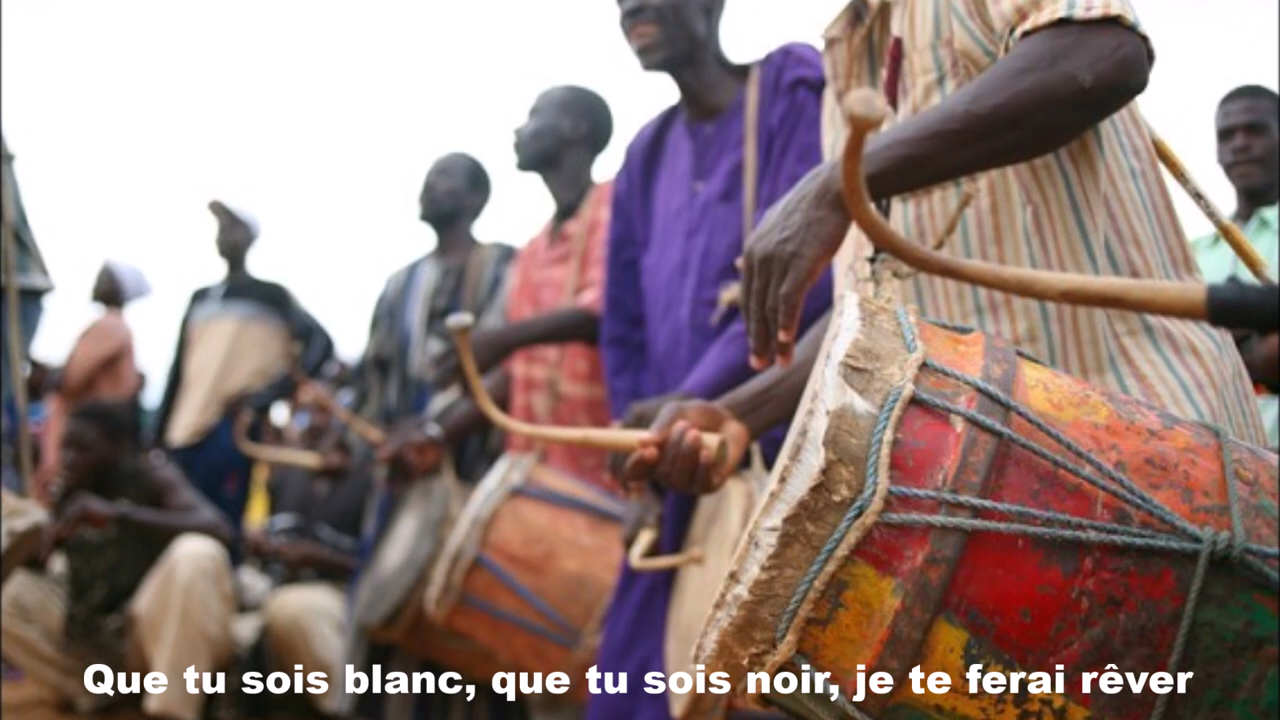 Que tu sois blanc, que tu sois noir, je te ferai rêver